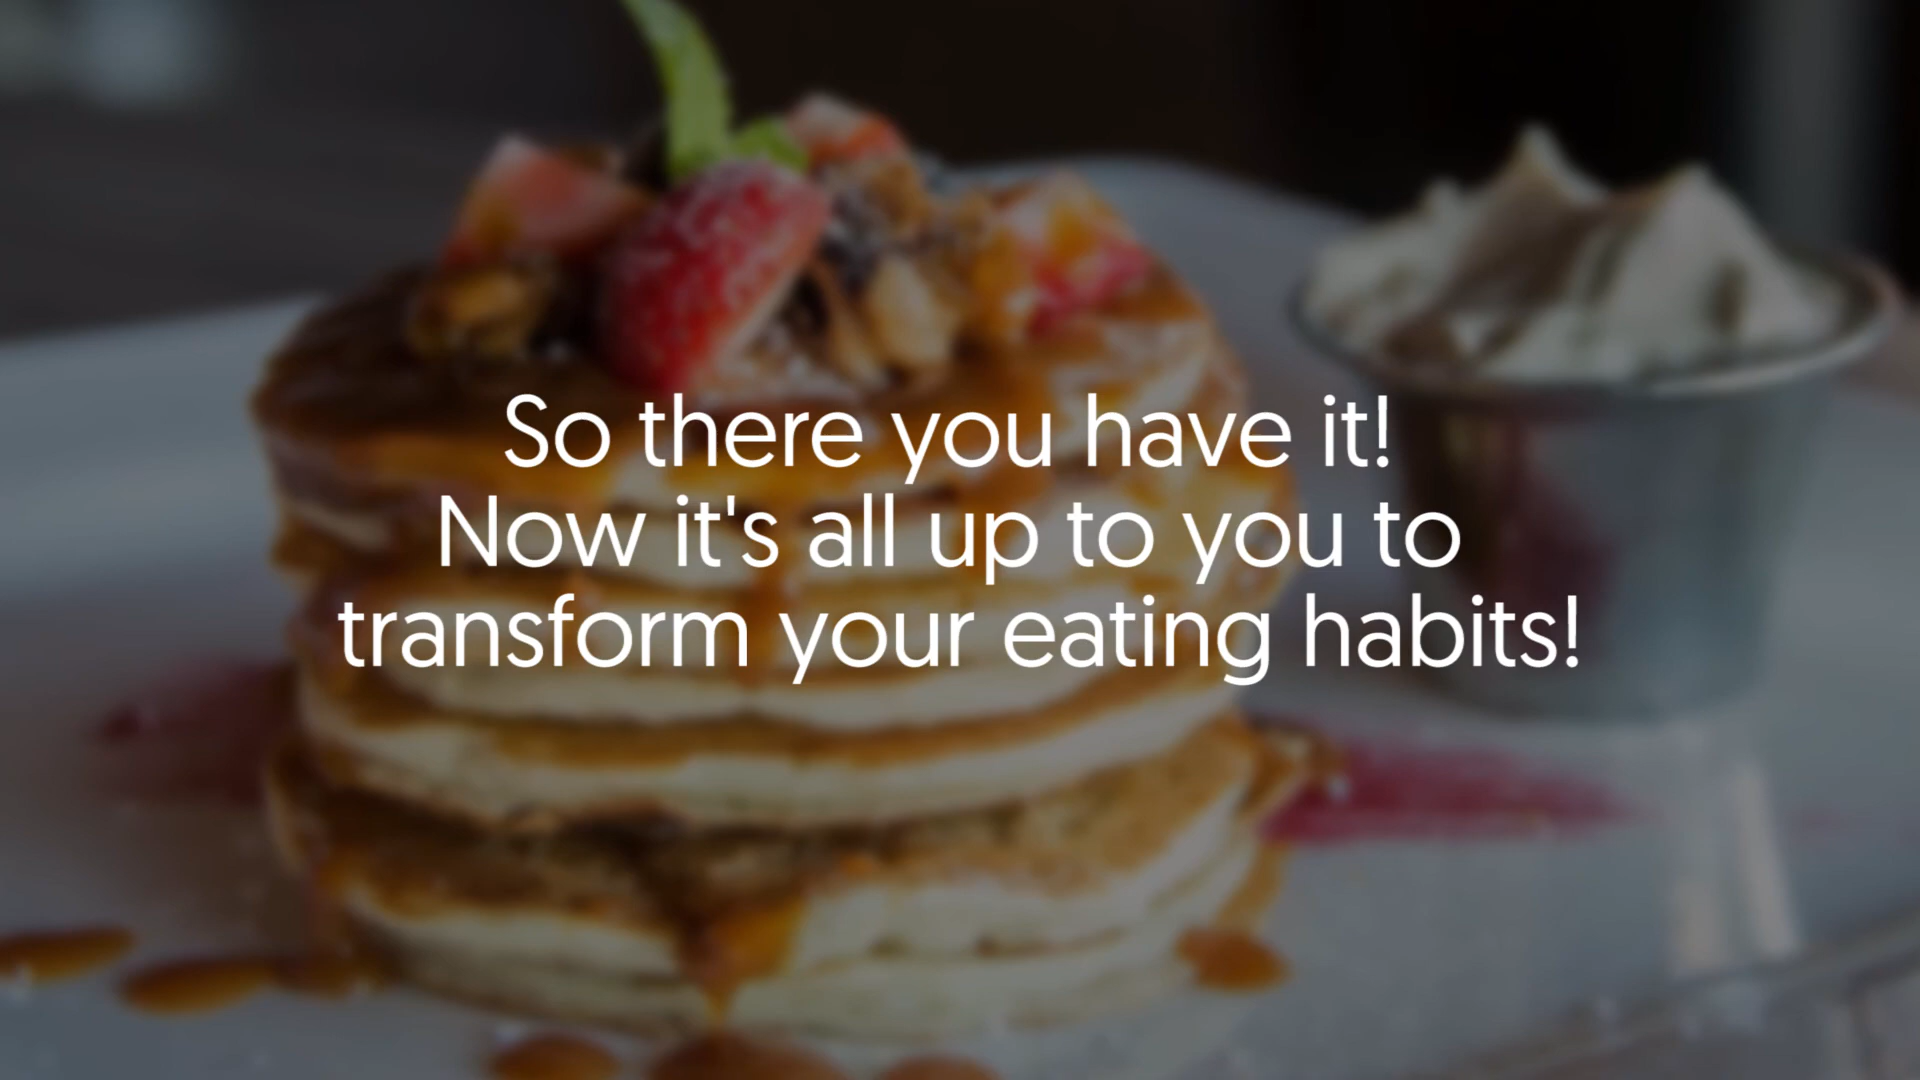 So there you have it!
Now it's all up to you to
transform your eating habits!